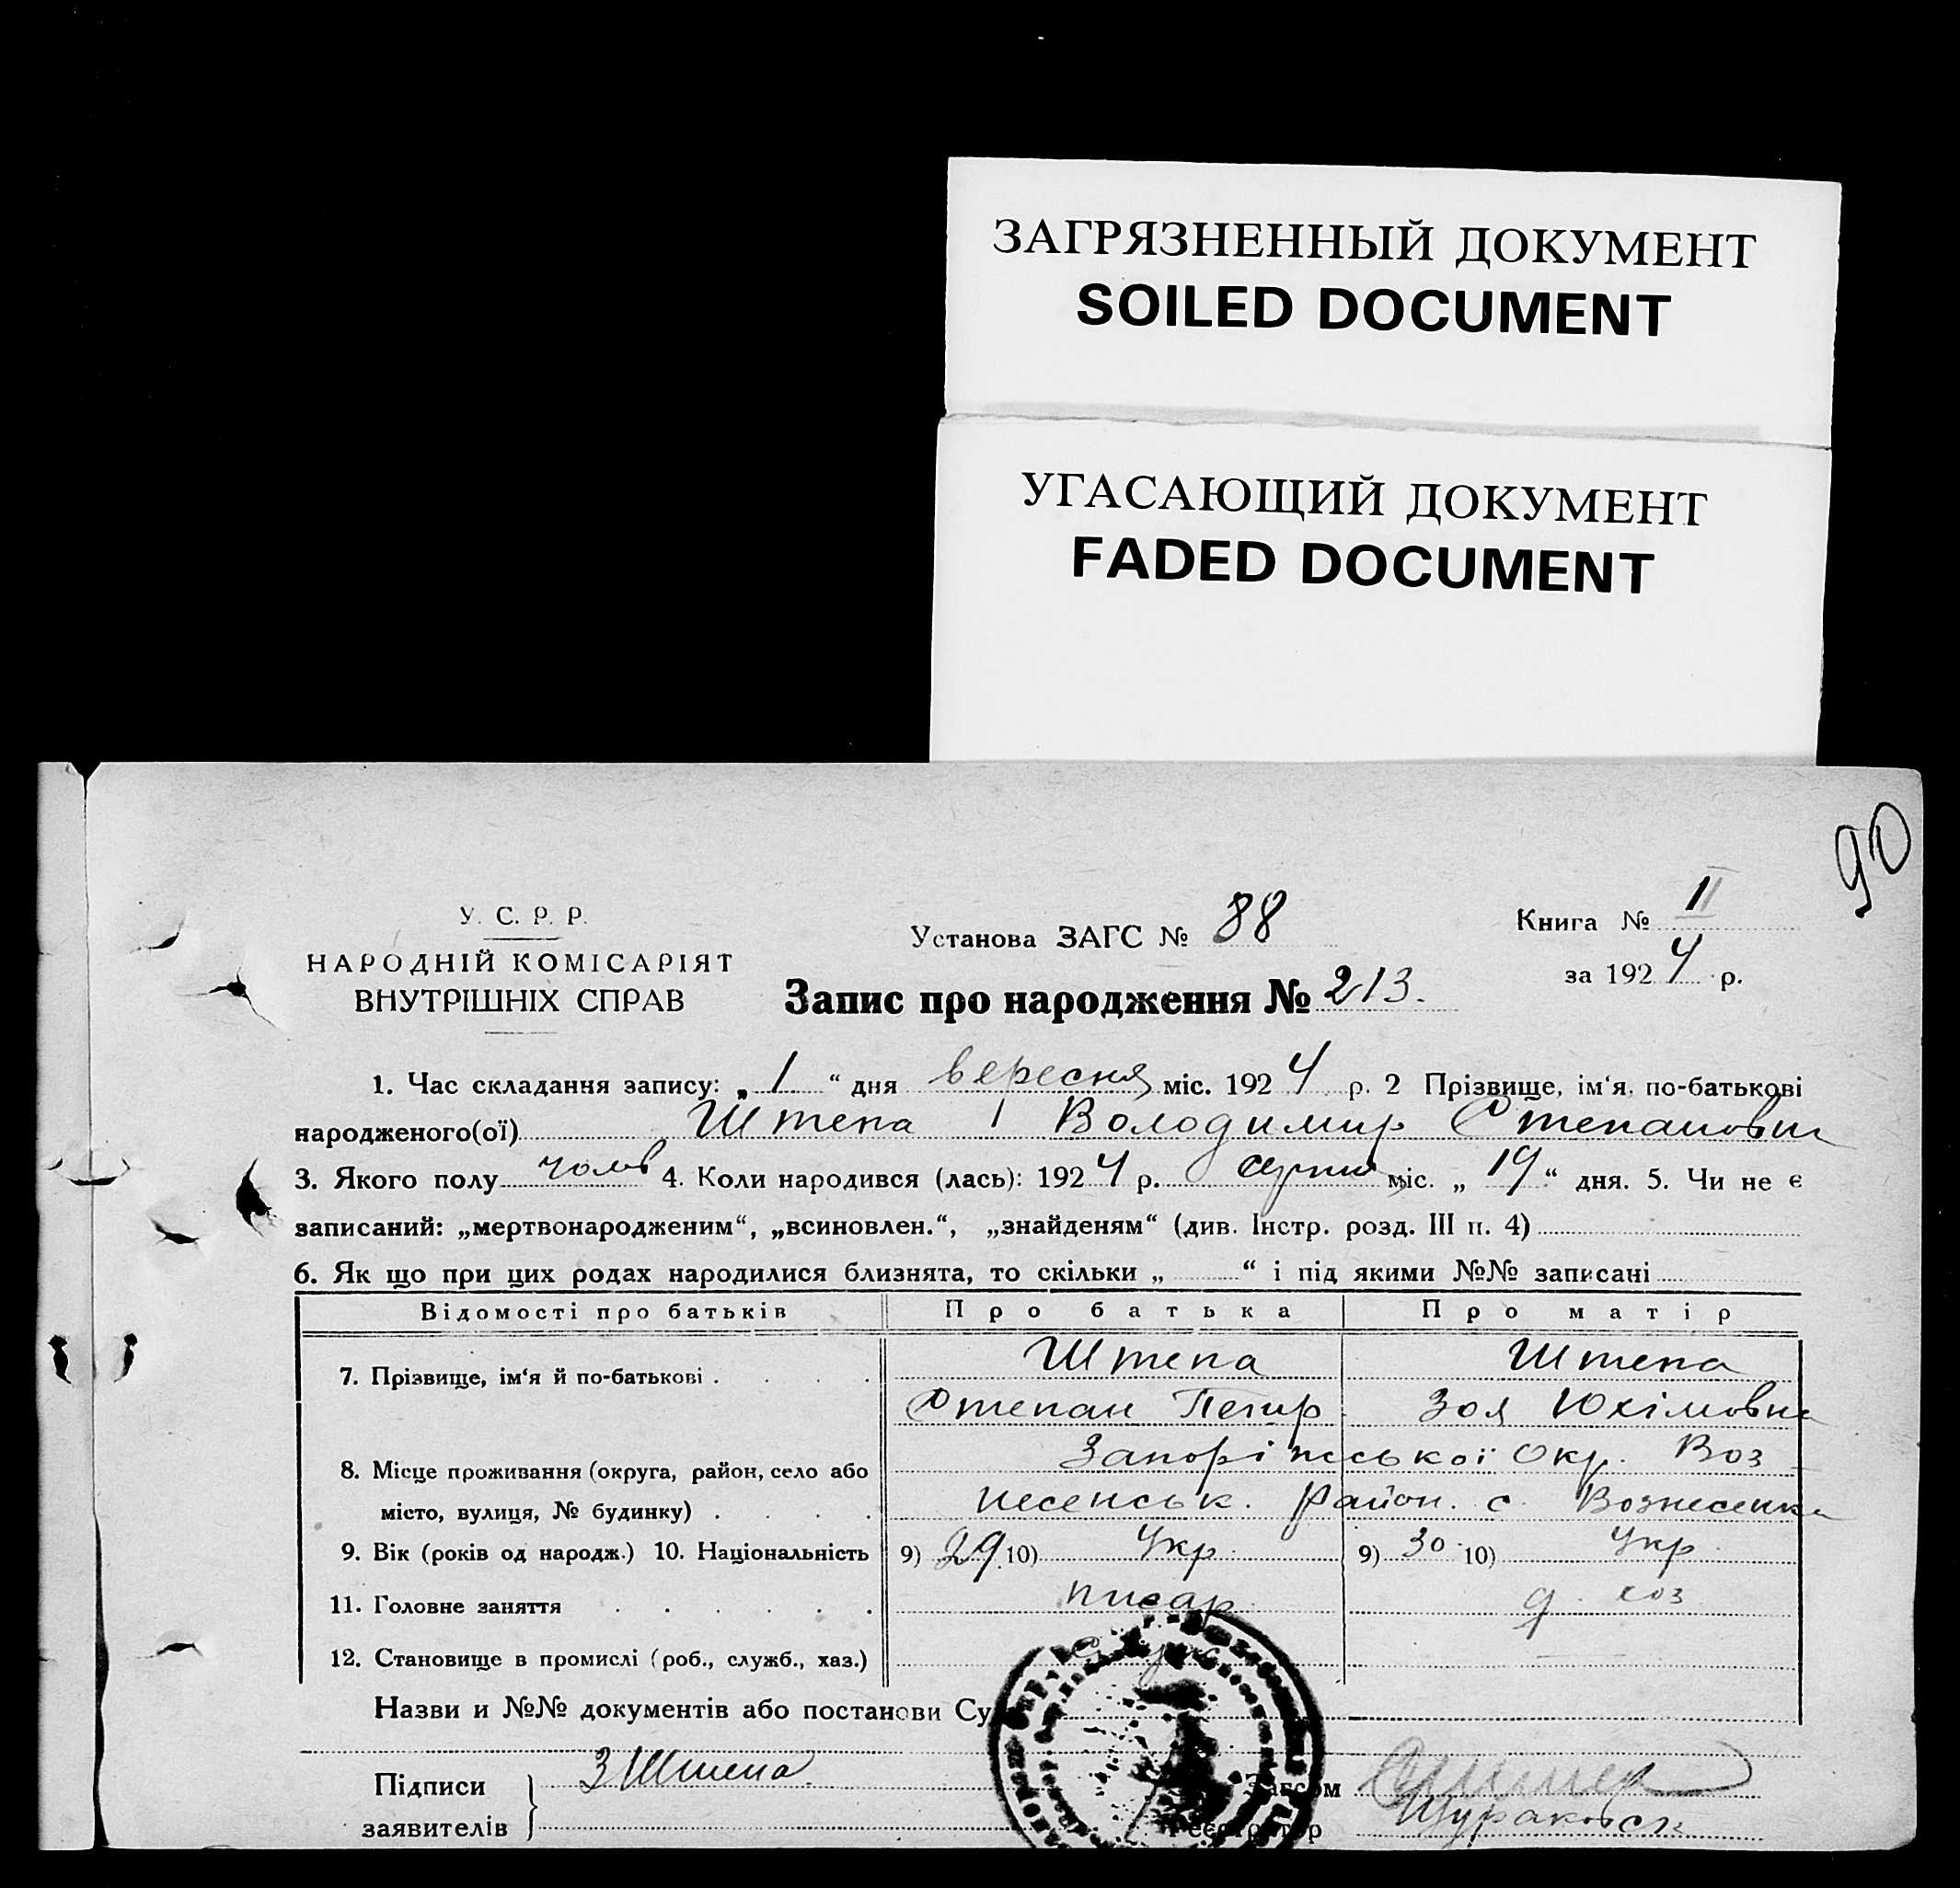 ЗАГРЯЗНЕННЫЙ ДОКУМЕНТ
SOILED DOCUMENT
УГАСАЮЩИЙ ДОКУМЕНТ
FADED DOCUMENT
90
У. С. Р. Р.
НАРОДНІЙ КОМІСАРІЯТ
ВНУТРІШНІХ СПРАВ
Установа ЗАГС № 88
Запис про народження № 213.
Книга № II
за 1924 р.
1. Час складання запису: „ 1 “ дня вересня міс. 1924 р. 2 Прізвище, ім‘я, по-батькові
народженого(ої) Штепа Володимир Степанович
3. Якого полу чолов 4. Коли народився (лась): 1924 р. серпня міс. „ 19 “ дня. 5. Чи не є
записаний: „мертвонародженим“, „всиновлен.“, „знайденям“ (див. Інстр. розд. III п. 4)
6. Як що при цих родах народилися близнята, то скільки „ “ і під якими №№ записані
Відомості про батьків Про батька Про матір
7. Прізвище, ім‘я й по-батькові . . . . Штепа Штепа
Степан Петир Зоя Юхімовна
8. Місце проживання (округа, район, село або Запоріжської Окр. Воз
місто, вулиця, № будинку) . . . . несенськ. район. с. Вознесенка
9. Вік (років од народж.) 10. Національність 9) 29 10) Укр. 9) 30 10) Укр.
11. Головне заняття . . . . . . писар д. хоз
12. Становище в промислі (роб., служб., хаз.)
Назви и №№ документів або постанови Су
Підписи З Штепа Загсом
заявителів Реєстратор